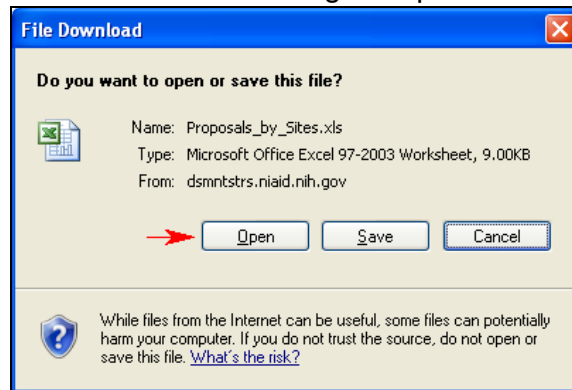 File Download
Do you want to open or save this file?
Name: Proposals_by_Sites.xls
Type: Microsoft Office Excel 97-2003 Worksheet, 9.00KB
From: dsmntstrs.niaid.nih.gov
Open Save Cancel
While files from the Internet can be useful, some files can potentially
harm your computer. If you do not trust the source, do not open or
save this file. What's the risk?